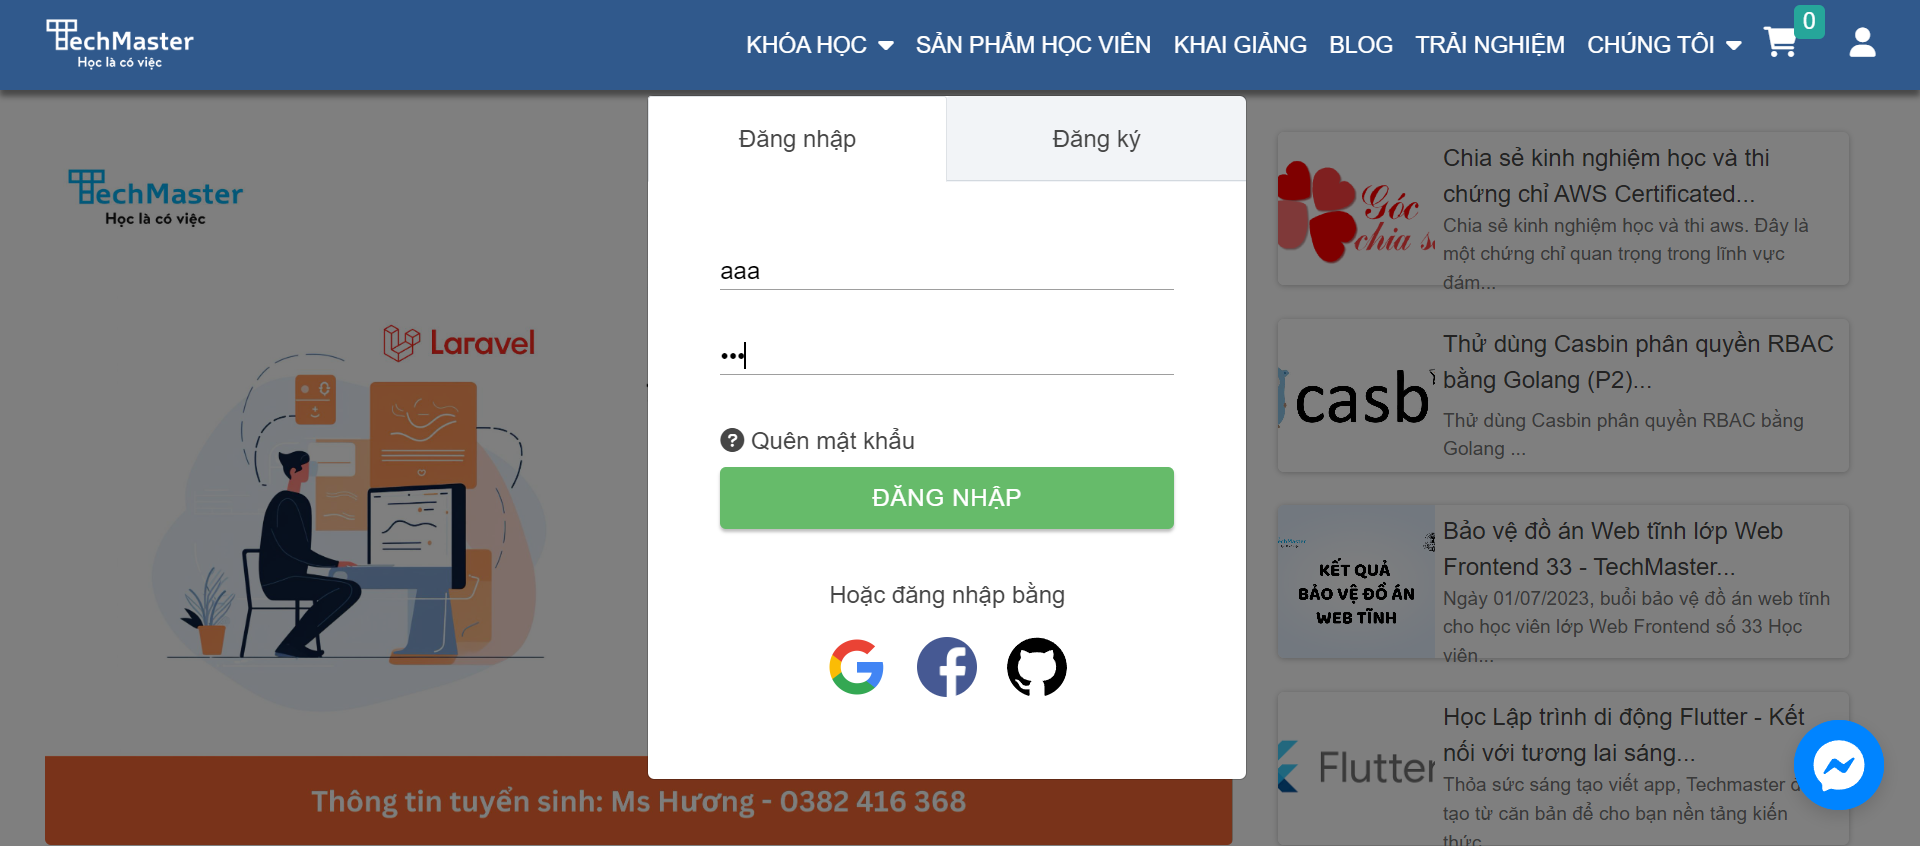 TechMaster
Học là có việc
KHÓA HỌC
SẢN PHẨM HỌC VIÊN
KHAI GIẢNG
BLOG
TRẢI NGHIỆM
CHÚNG TÔI
0
Đăng nhập
Đăng ký
aaa
•••
Quên mật khẩu
ĐĂNG NHẬP
Hoặc đăng nhập bằng
TechMaster
Học là có việc
Laravel
Thông tin tuyển sinh: Ms Hương - 0382 416 368
Góc
chia s
Chia sẻ kinh nghiệm học và thi
chứng chỉ AWS Certificated...
Chia sẻ kinh nghiệm học và thi aws. Đây là
một chứng chỉ quan trọng trong lĩnh vực
đám...
casb
Thử dùng Casbin phân quyền RBAC
bằng Golang (P2)...
Thử dùng Casbin phân quyền RBAC bằng
Golang ...
TechMaster
KẾT QUẢ
BẢO VỆ ĐỒ ÁN
WEB TĨNH
Bảo vệ đồ án Web tĩnh lớp Web
Frontend 33 - TechMaster...
Ngày 01/07/2023, buổi bảo vệ đồ án web tĩnh
cho học viên lớp Web Frontend số 33 Học
viên...
Flutter
Học Lập trình di động Flutter - Kết
nối với tương lai sáng...
Thỏa sức sáng tạo viết app, Techmaster
tạo từ căn bản để cho bạn nền tảng kiến
thức